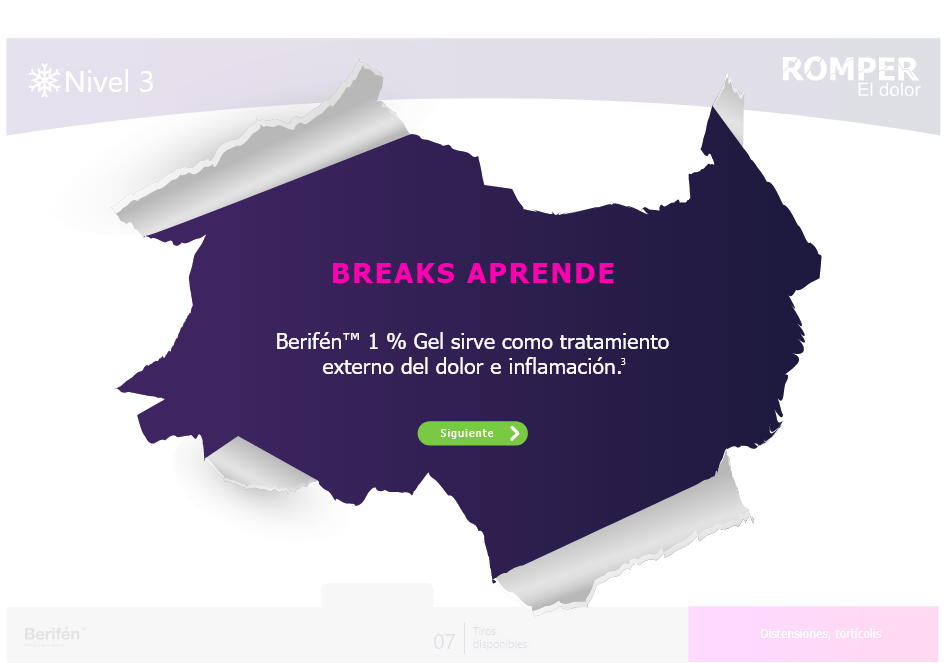 Nivel 3
ROMPER
El dolor
BREAKS APRENDE
Berifén™ 1 % Gel sirve como tratamiento
externo del dolor e inflamación.³
Siguiente
Berifén™
07
Tiros
disponibles
Distensiones, tortícolis